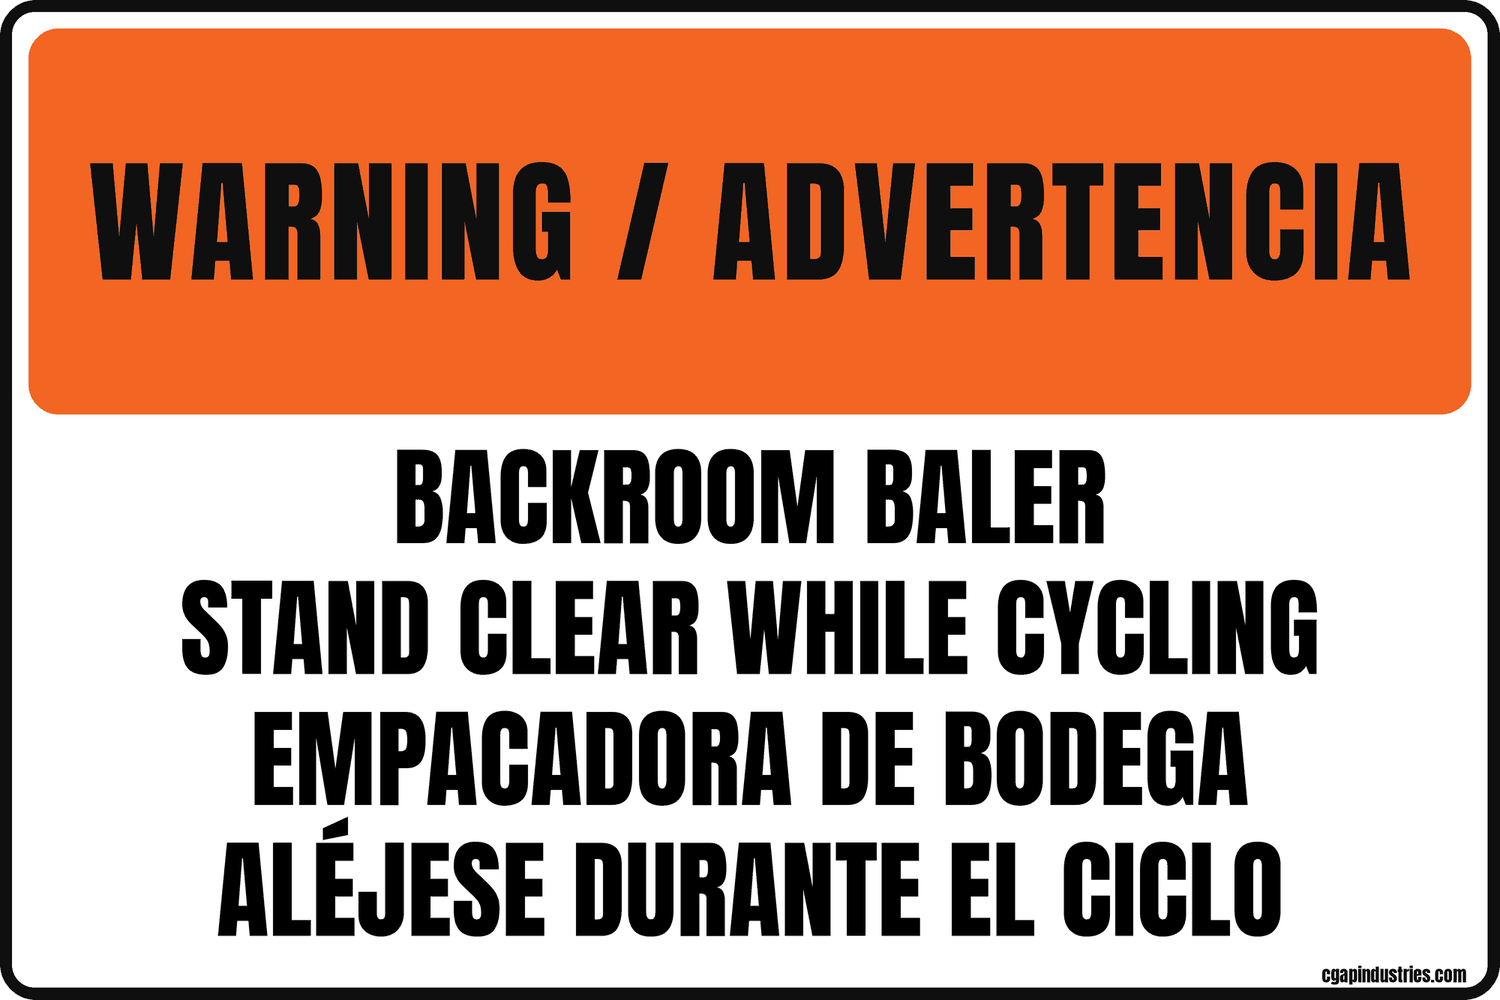 WARNING / ADVERTENCIA
BACKROOM BALER
STAND CLEAR WHILE CYCLING
EMPACADORA DE BODEGA
ALÉJESE DURANTE EL CICLO
cgapindustries.com